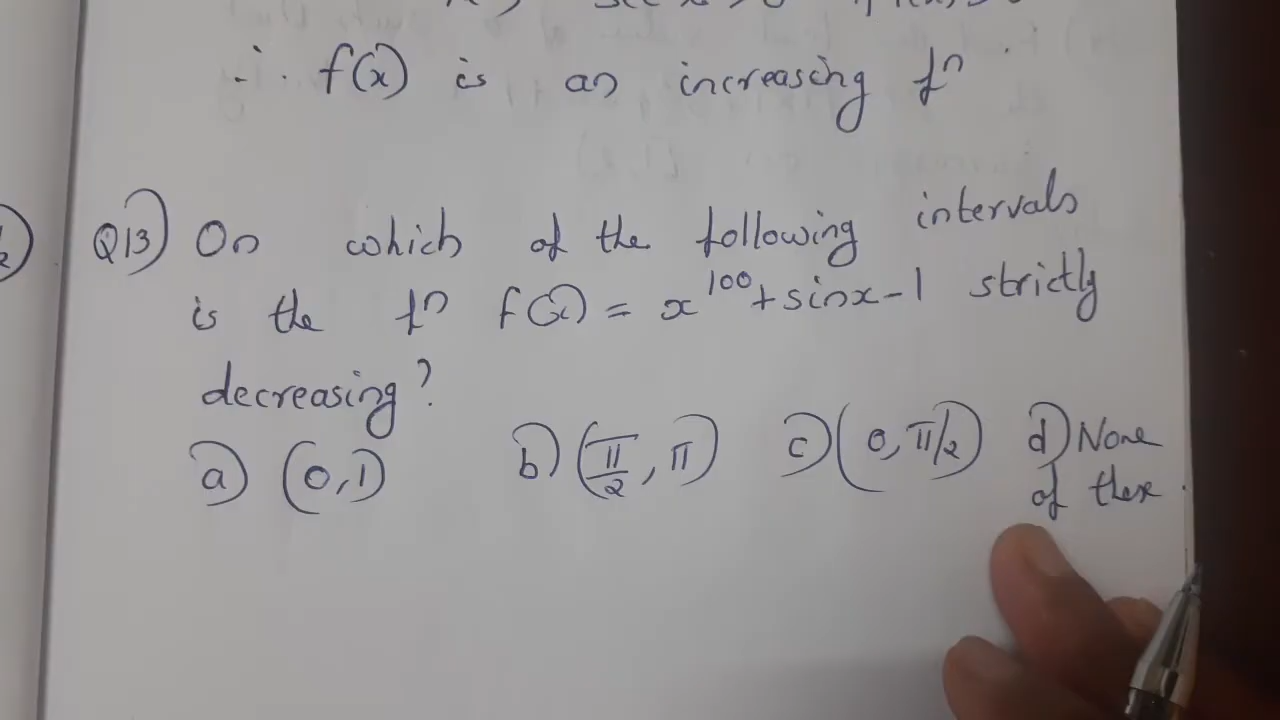 ∴ f(x) is an increasing fⁿ
Q13) On which of the following intervals
is the fⁿ f(x) = x¹⁰⁰ + sinx - 1 strictly
decreasing?
a) (0, 1) b) (π/2, π) c) (0, π/2) d) None
of these.